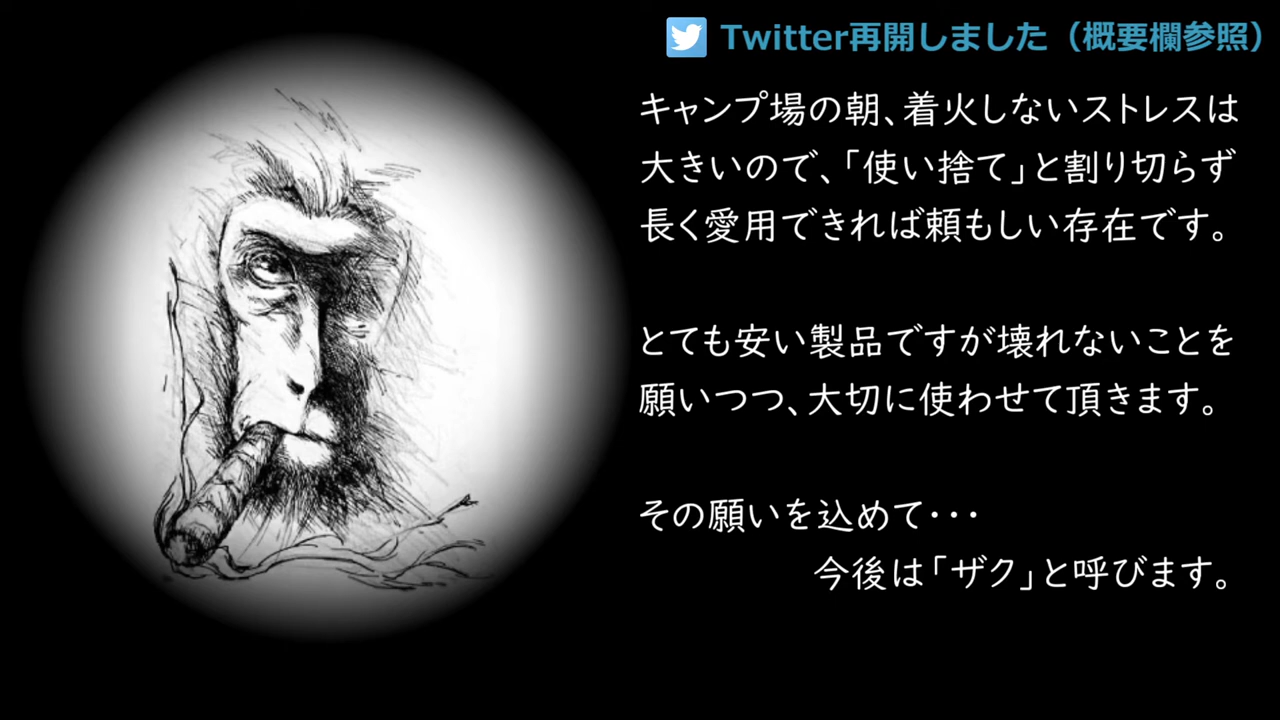 Twitter再開しました（概要欄参照）
キャンプ場の朝、着火しないストレスは
大きいので、「使い捨て」と割り切らず
長く愛用できれば頼もしい存在です。
とても安い製品ですが壊れないことを
願いつつ、大切に使わせて頂きます。
その願いを込めて・・・
今後は「ザク」と呼びます。